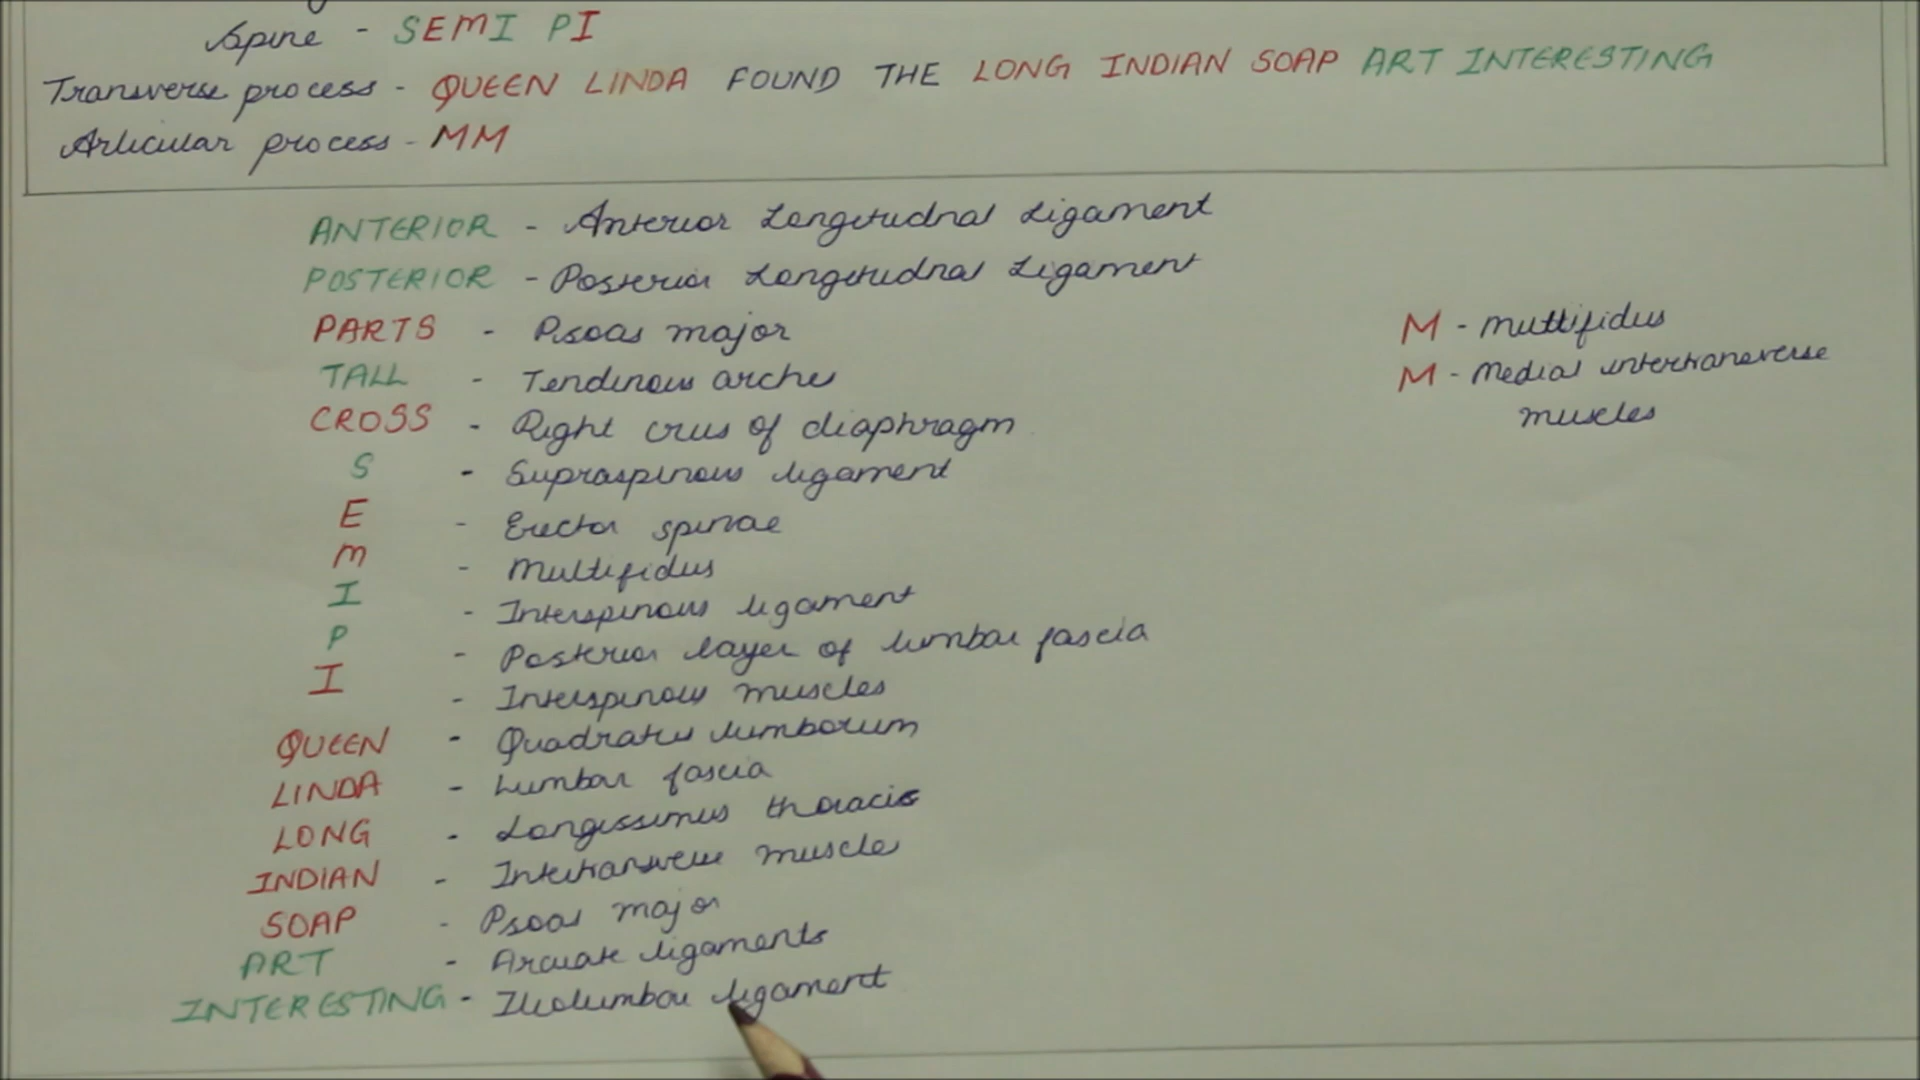 Spine - SEMI PI
Transverse process - QUEEN LINDA FOUND THE LONG INDIAN SOAP ART INTERESTING
Articular process - MM
ANTERIOR - Anterior Longitudnal Ligament
POSTERIOR - Posterior Longitudnal Ligament
PARTS - Psoas major
TALL - Tendinous arches
CROSS - Right crus of diaphragm
S - Supraspinous ligament
E - Erector spinae
M - Multifidus
I - Interspinous ligament
P - Posterior layer of lumbar fascia
I - Interspinous muscles
QUEEN - Quadratus lumborum
LINDA - Lumbar fascia
LONG - Longissimus thoracis
INDIAN - Intertransverse muscle
SOAP - Psoas major
ART - Arcuate ligaments
INTERESTING - Iliolumbar ligament
M - Multifidus
M - Medial intertransverse
muscles